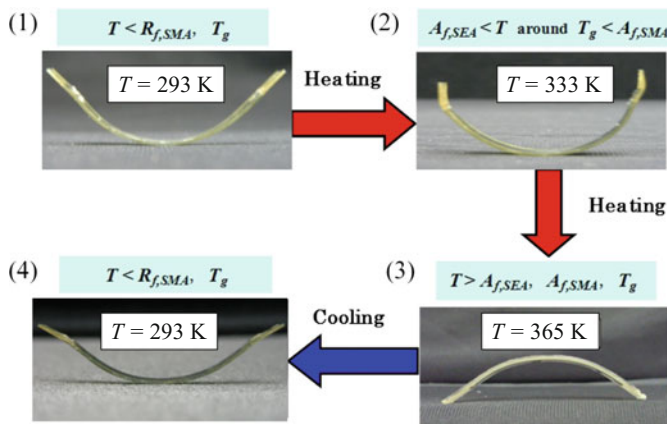 (1)
T < R_f,SMA, T_g
T = 293 K
Heating
(2)
A_f,SEA < T around T_g < A_f,SMA
T = 333 K
Heating
(3)
T > A_f,SEA, A_f,SMA, T_g
T = 365 K
Cooling
(4)
T < R_f,SMA, T_g
T = 293 K